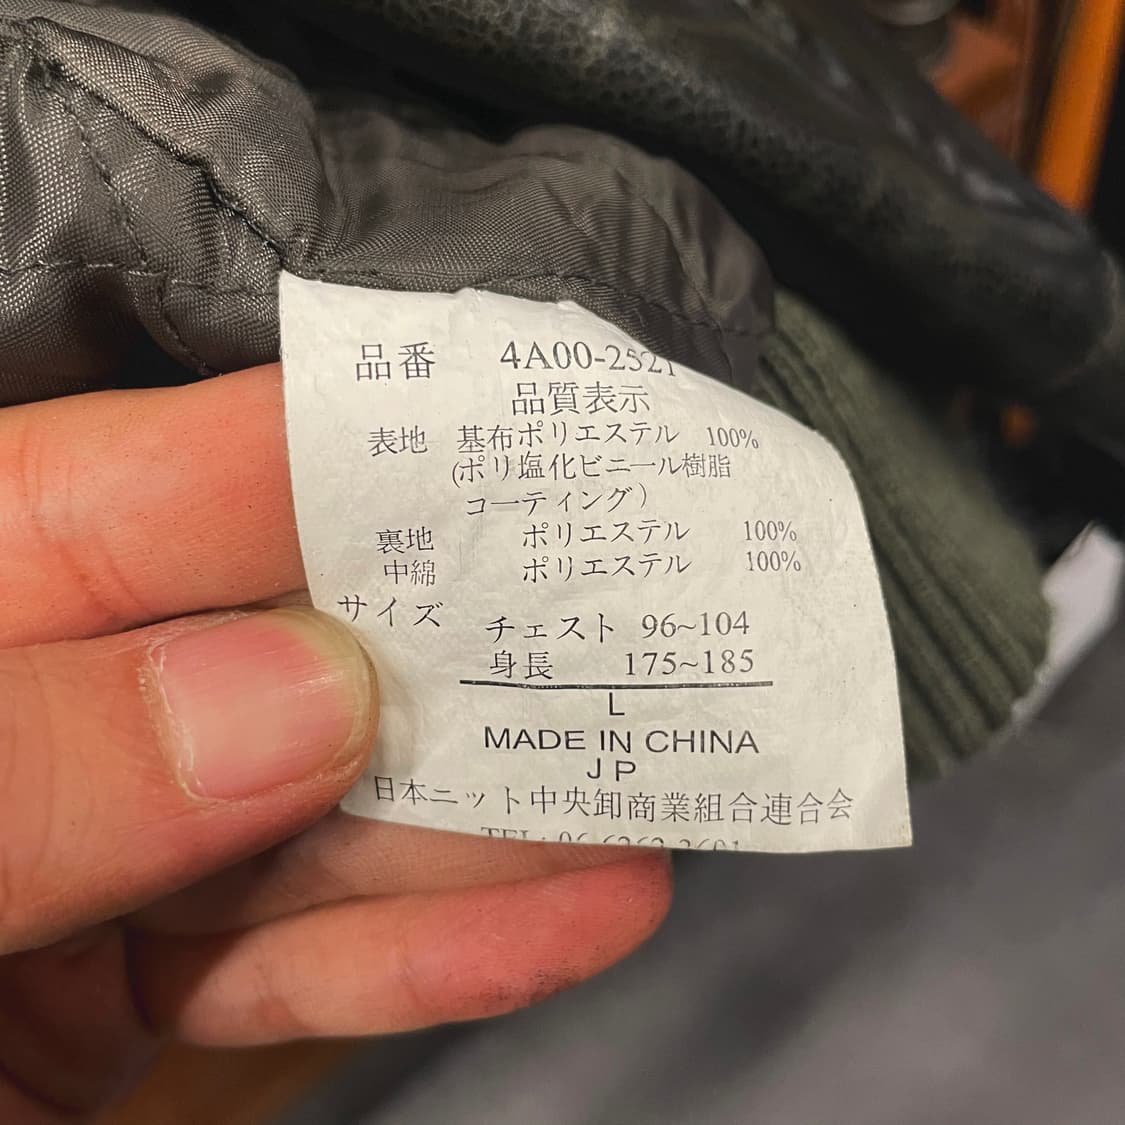 品番 4A00-2521
品質表示
表地 基布ポリエステル 100%
(ポリ塩化ビニール樹脂
コーティング)
裏地 ポリエステル 100%
中綿 ポリエステル 100%
サイズ チェスト 96~104
身長 175~185
L
MADE IN CHINA
JP
日本ニット中央卸商業組合連合会
TEL: 06-6262-3601